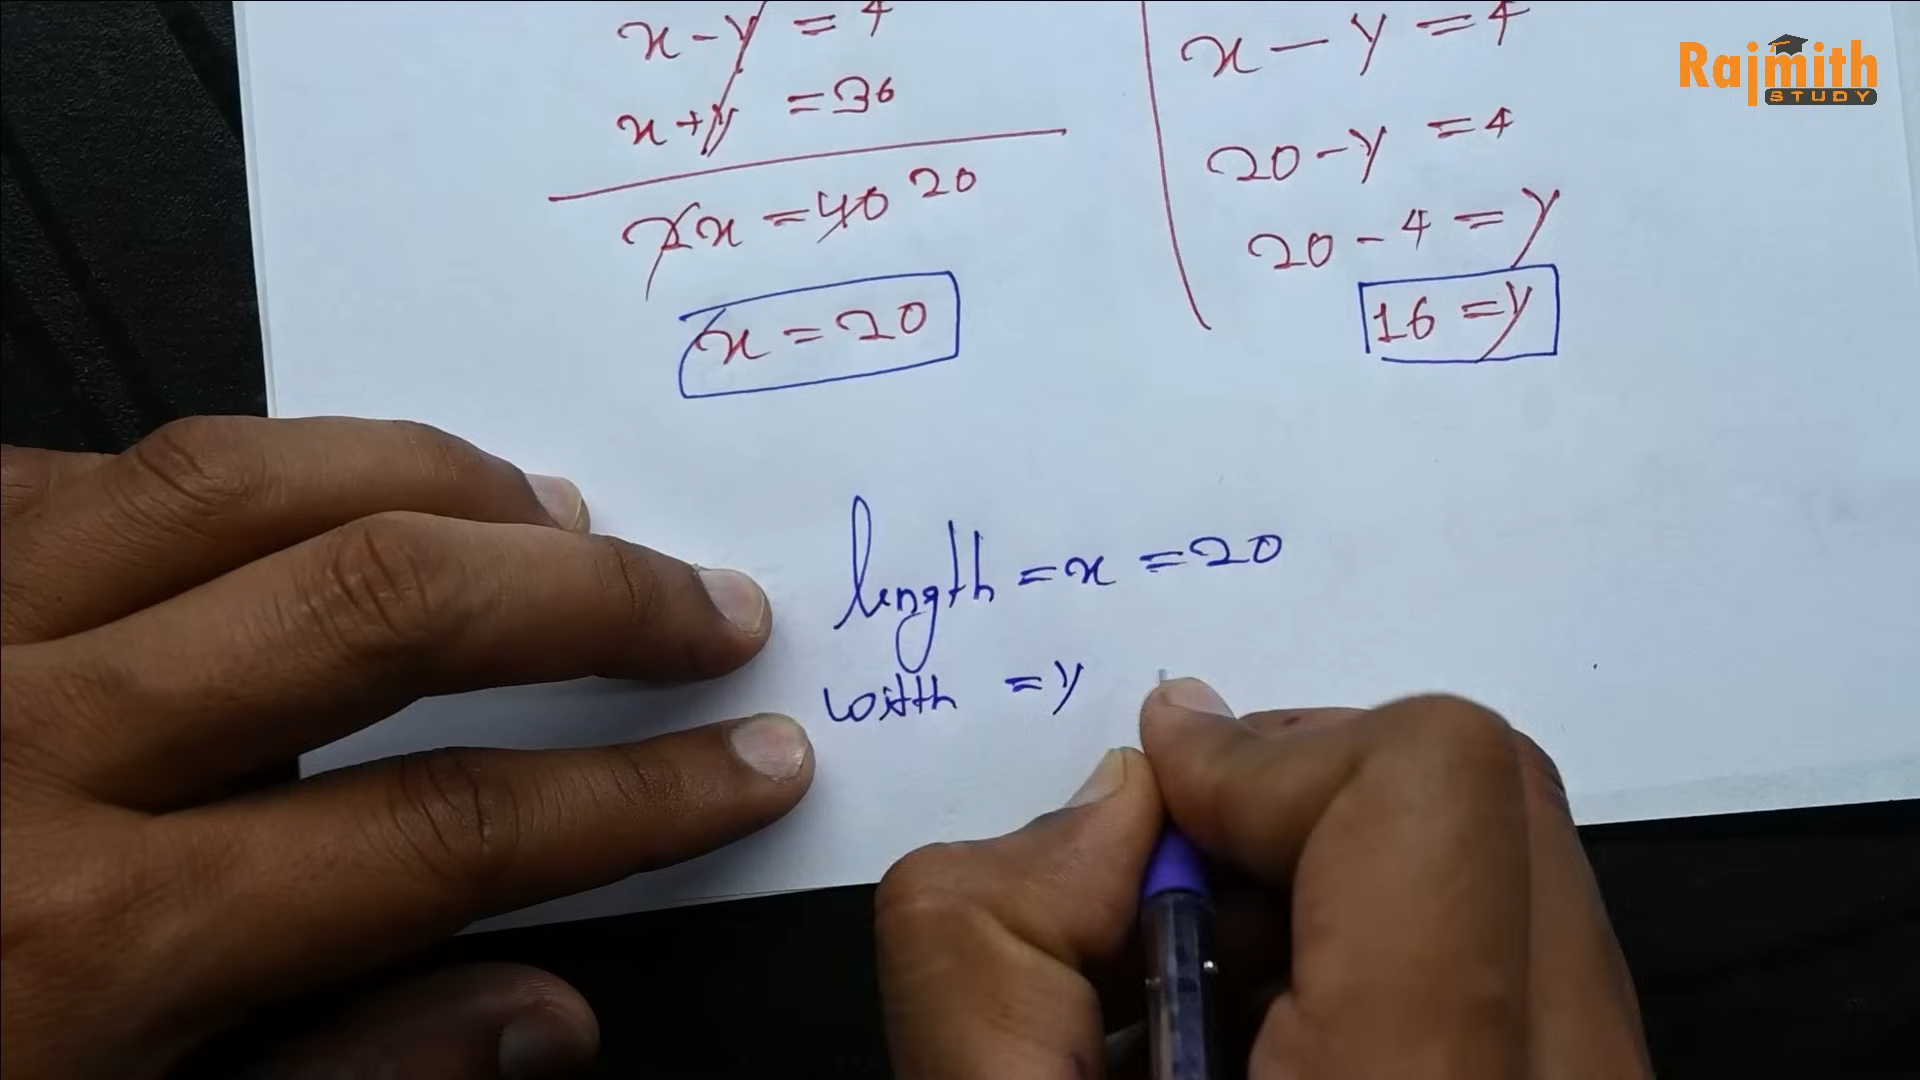 x - y = 4
x + y = 36
2x = 40 20
x = 20
x - y = 4
20 - y = 4
20 - 4 = y
16 = y
length = x = 20
width = y
Rajmith
STUDY